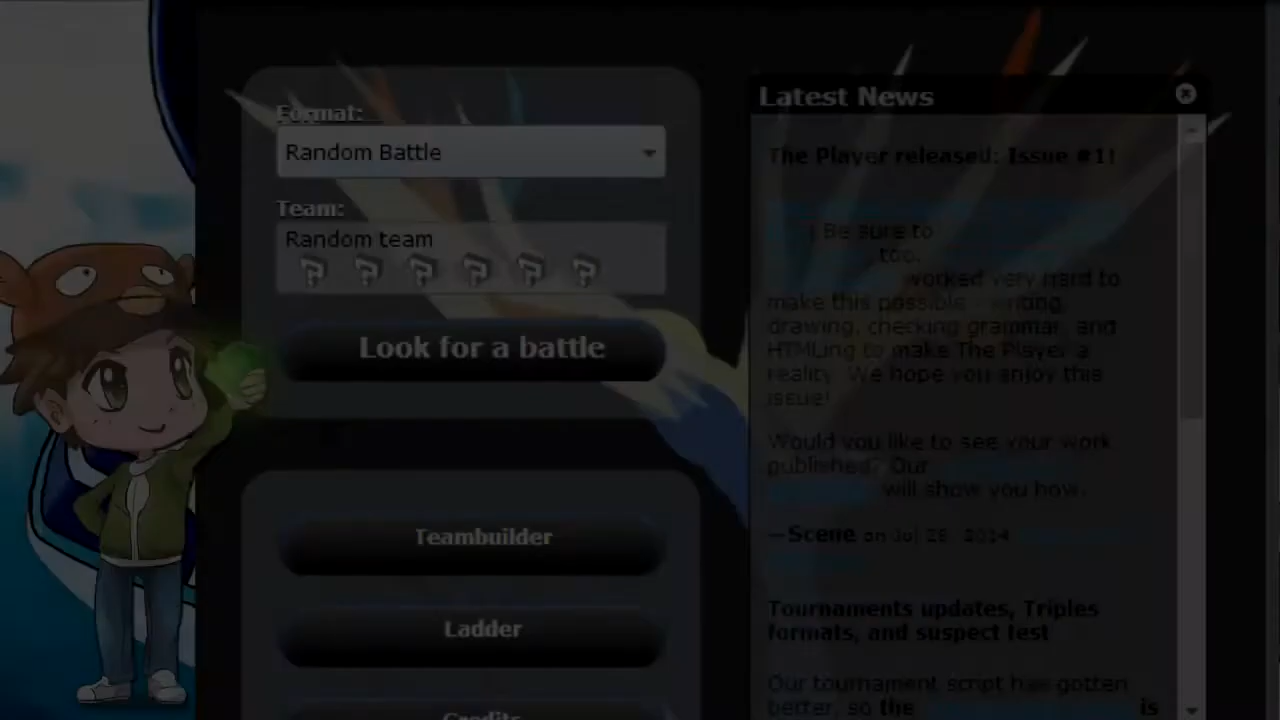 Format:
Random Battle
Team:
Random team
? ? ? ? ? ?
Look for a battle
Teambuilder
Ladder
Credits
Latest News
The Player released: Issue #1!
Be sure to
too.
worked very hard to
make this possible - writing,
drawing, checking grammar, and
HTMLing to make The Player a
reality. We hope you enjoy this
issue!
Would you like to see your work
published? Our
will show you how.
—Scene on Jul 28, 2014
Tournaments updates, Triples
formats, and suspect test
Our tournament script has gotten
better, so the
is